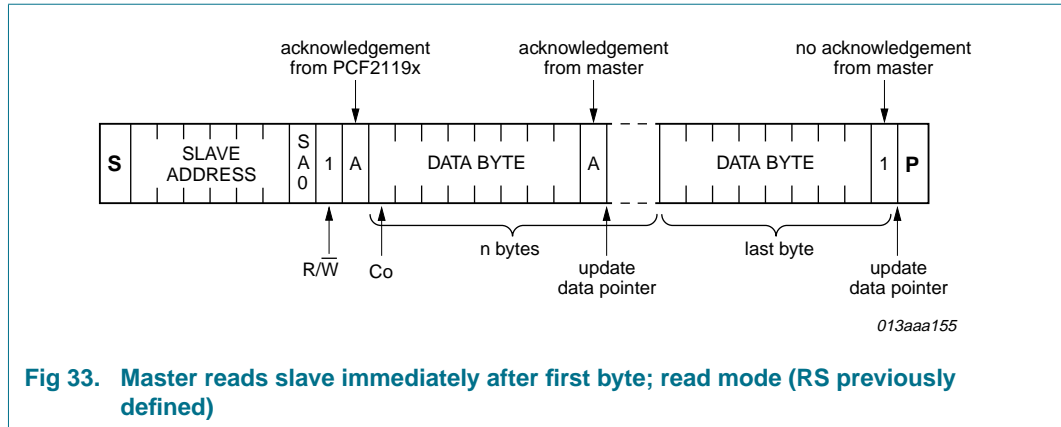 acknowledgement
from PCF2119x
acknowledgement
from master
no acknowledgement
from master
S
SLAVE
ADDRESS
S
A
0
1
A
DATA BYTE
A
DATA BYTE
1
P
R/W̅
Co
n bytes
update
data pointer
last byte
update
data pointer
013aaa155
Fig 33. Master reads slave immediately after first byte; read mode (RS previously
defined)